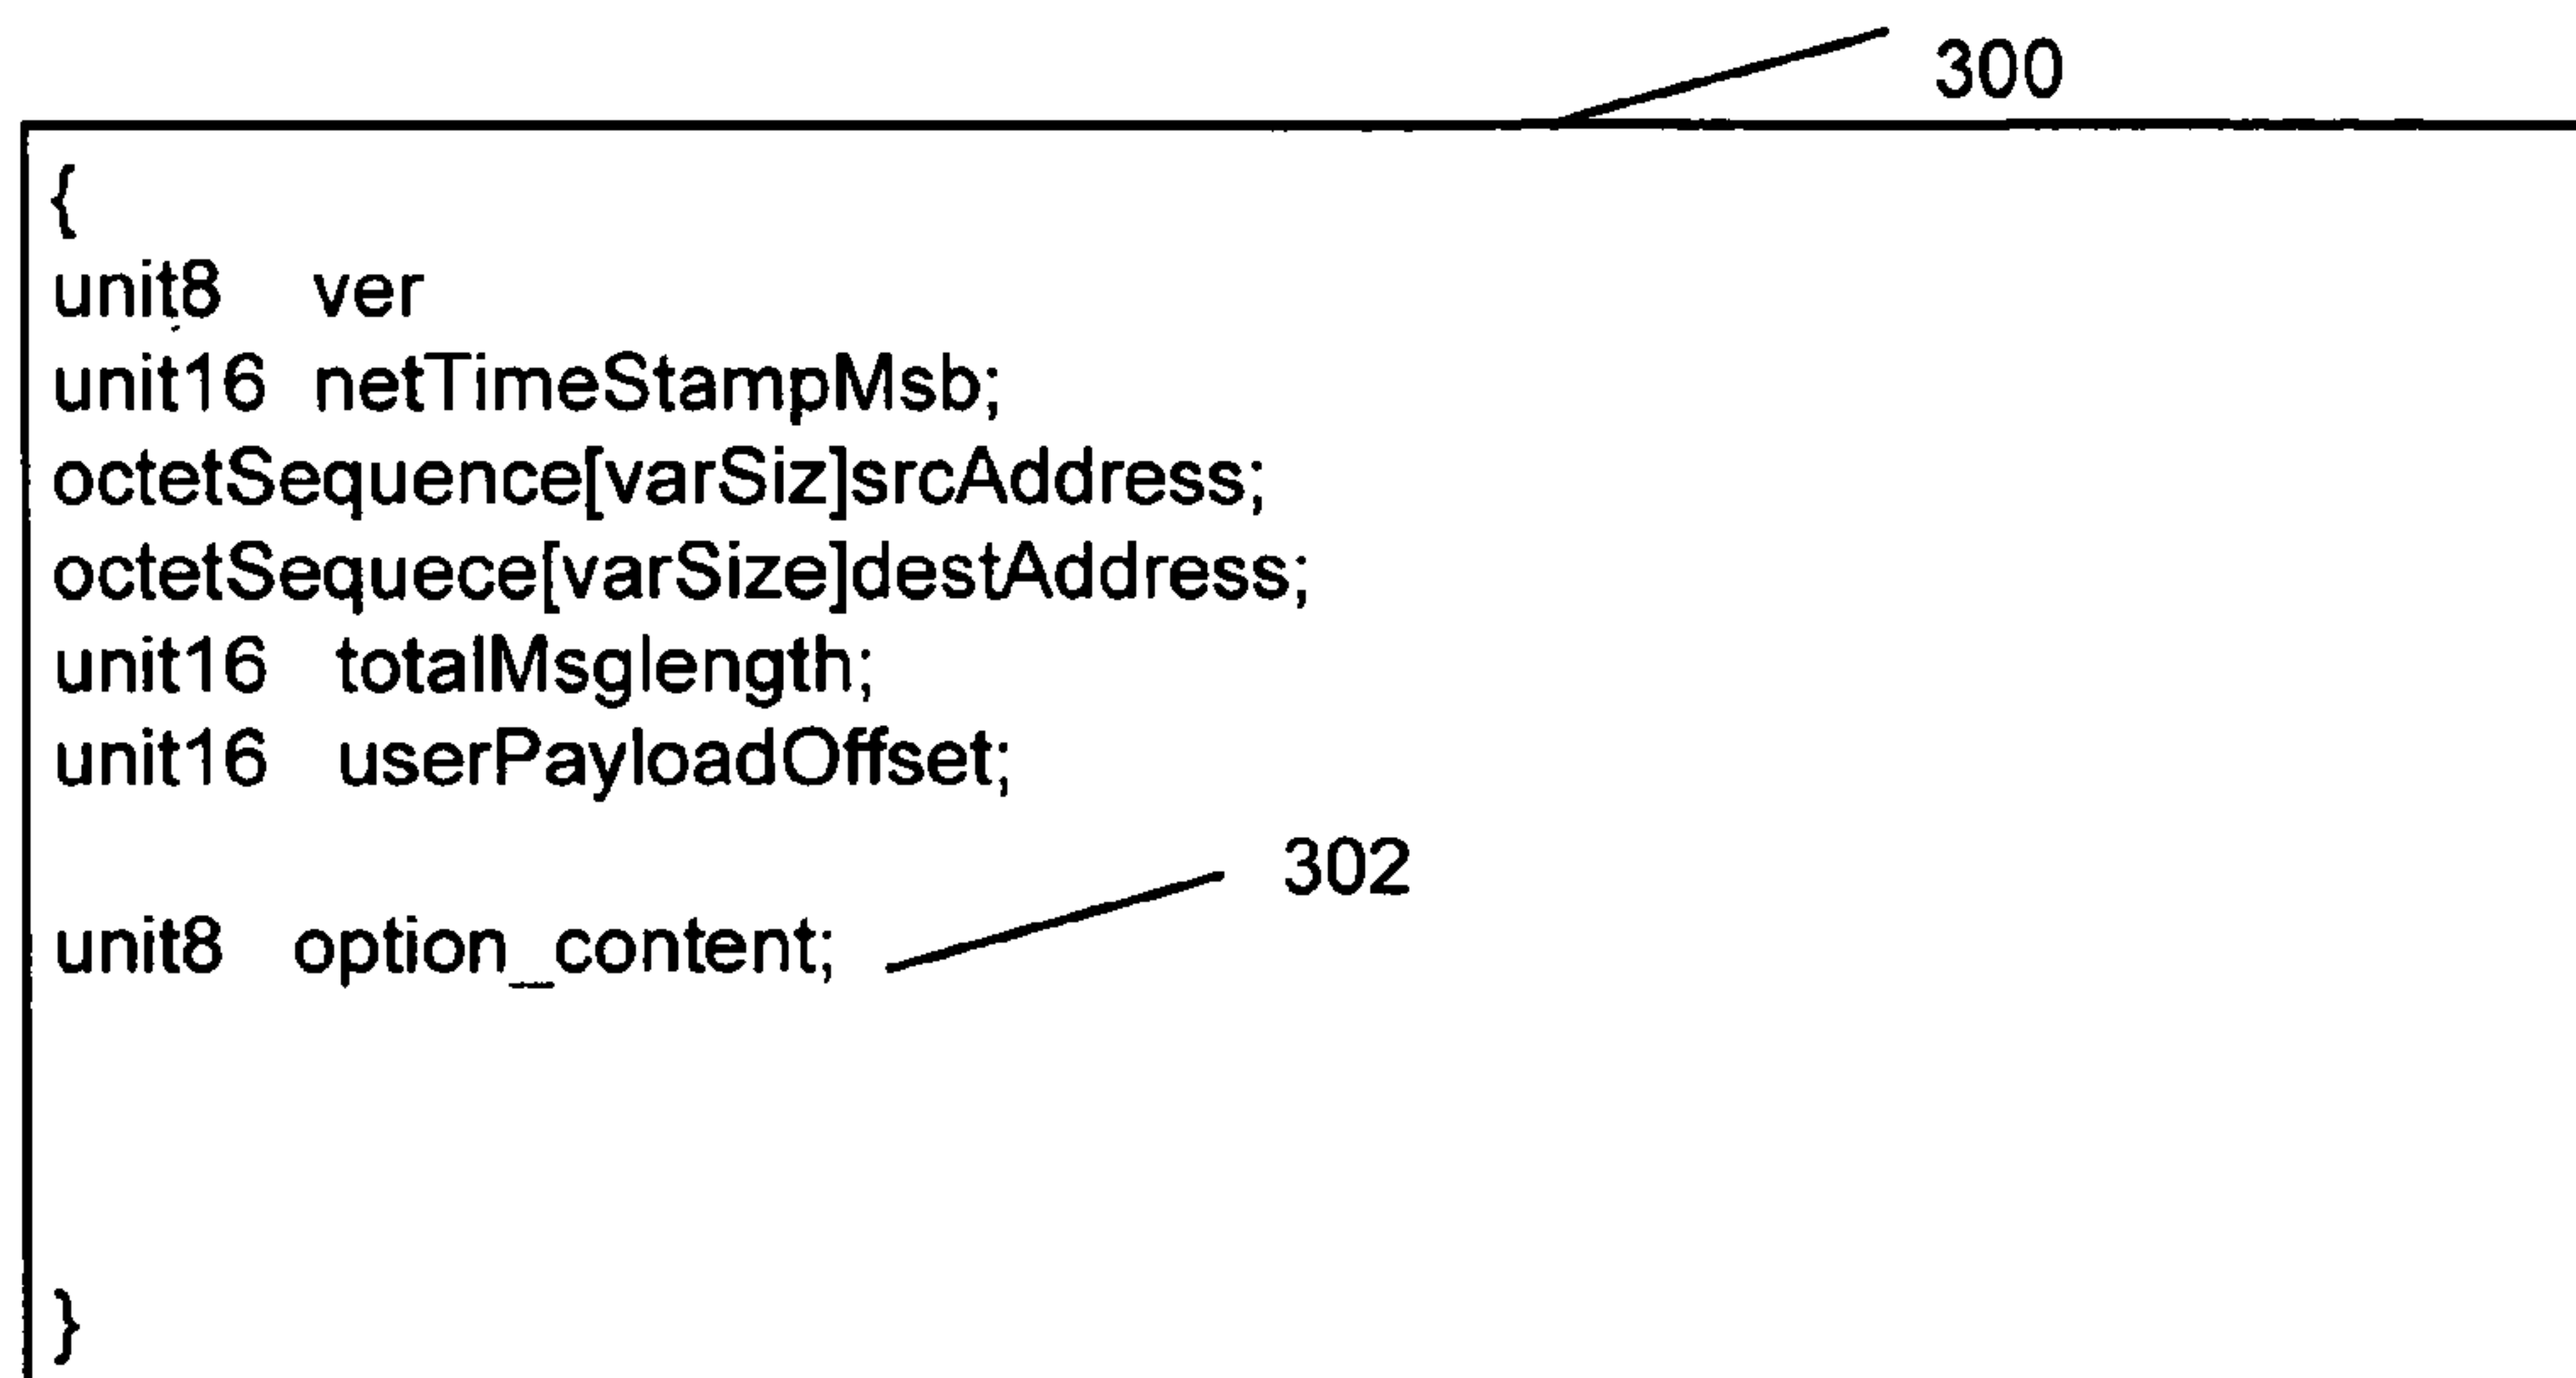 300
{
unit8 ver
unit16 netTimeStampMsb;
octetSequence[varSiz]srcAddress;
octetSequece[varSize]destAddress;
unit16 totalMsglength;
unit16 userPayloadOffset;
302
unit8 option_content;
}